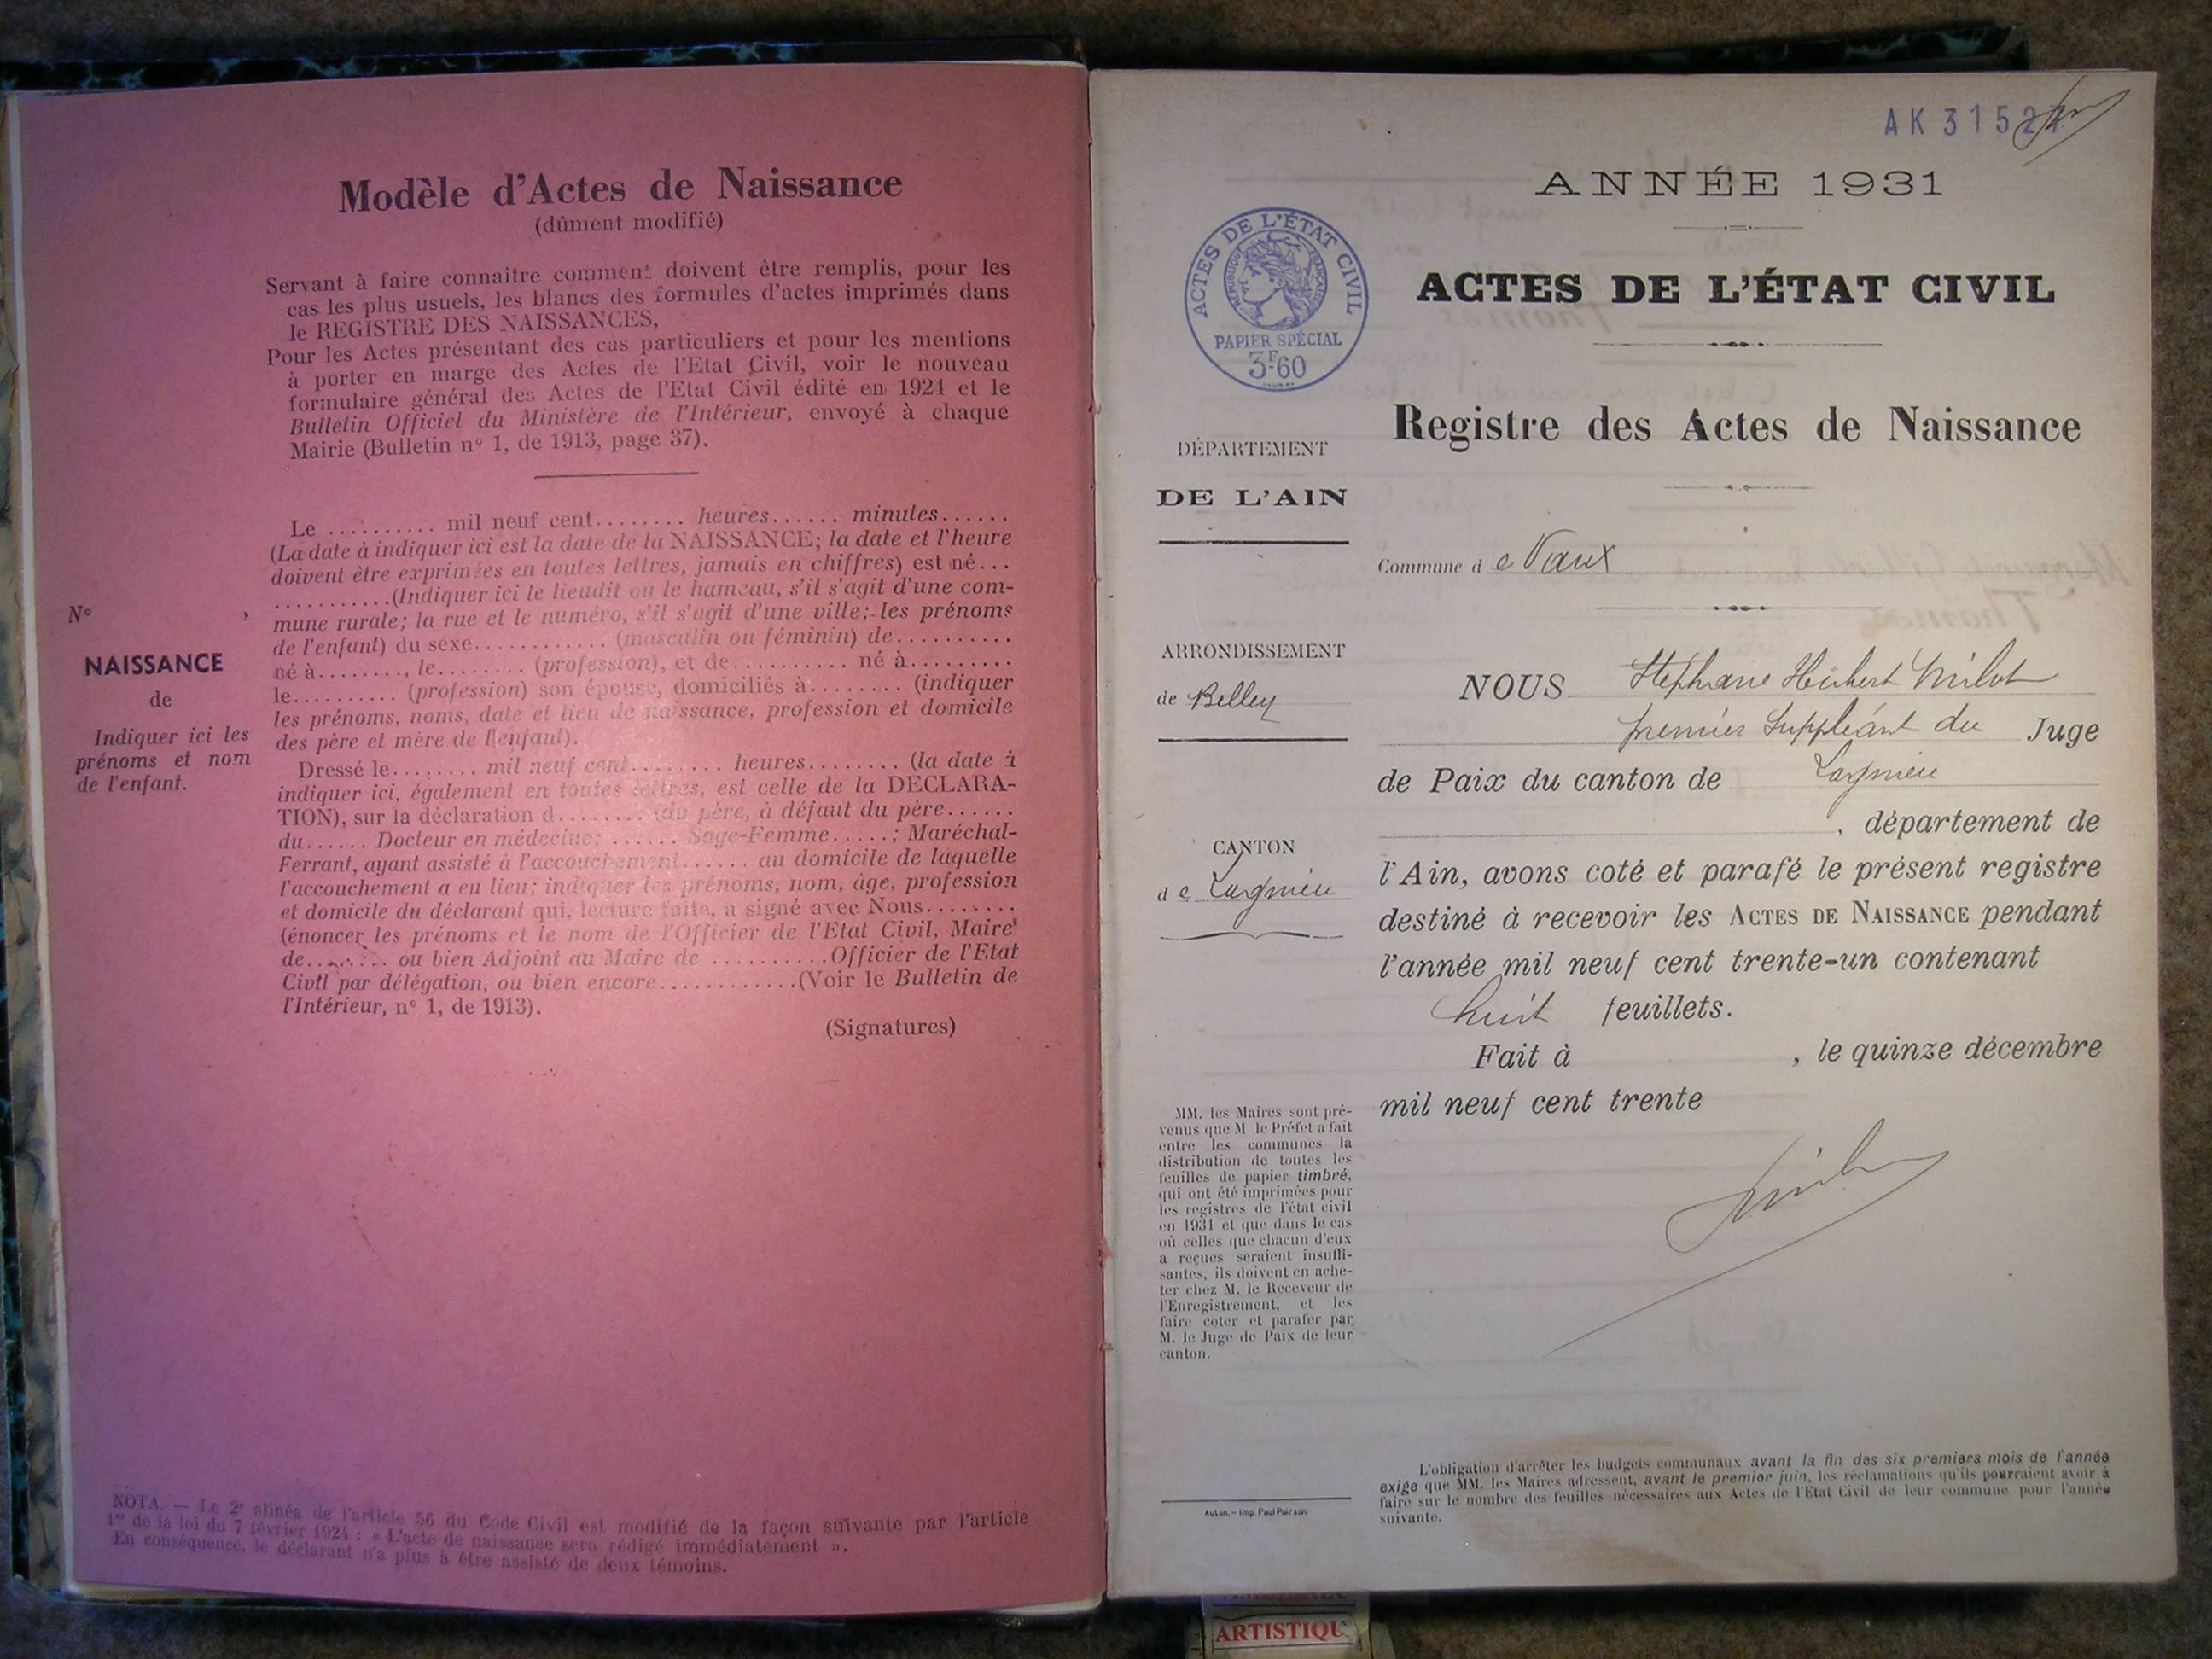 Modèle d'Actes de Naissance
(dûment modifié)
Servant à faire connaître comment doivent être remplis, pour les
cas les plus usuels, les blancs des formules d'actes imprimés dans
le REGISTRE DES NAISSANCES,
Pour les Actes présentant des cas particuliers et pour les mentions
à porter en marge des Actes de l'Etat Civil, voir le nouveau
formulaire général des Actes de l'Etat Civil édité en 1924 et le
Bulletin Officiel du Ministère de l'Intérieur, envoyé à chaque
Mairie (Bulletin n° 1, de 1913, page 37).
N°
NAISSANCE
de
Indiquer ici les
prénoms et nom
de l'enfant.
Le .......... mil neuf cent........ heures...... minutes......
(La date à indiquer ici est la date de la NAISSANCE; la date et l'heure
doivent être exprimées en toutes lettres, jamais en chiffres) est né...
...........(Indiquer ici le lieudit ou le hameau, s'il s'agit d'une com-
mune rurale; la rue et le numéro, s'il s'agit d'une ville; les prénoms
de l'enfant) du sexe............ (masculin ou féminin) de..........
né à........, le........ (profession), et de.......... né à.........
le.......... (profession) son épouse, domiciliés à........ (indiquer
les prénoms, noms, date et lieu de naissance, profession et domicile
des père et mère de l'enfant).
Dressé le........ mil neuf cent......... heures........ (la date à
indiquer ici, également en toutes lettres, est celle de la DECLARA-
TION), sur la déclaration d........ (du père, à défaut du père......
du...... Docteur en médecine; ...... Sage-Femme.....; Maréchal-
Ferrant, ayant assisté à l'accouchement...... au domicile de laquelle
l'accouchement a eu lieu; indiquer les prénoms, nom, âge, profession
et domicile du déclarant qui, lecture faite, a signé avec Nous........
(énoncer les prénoms et le nom de l'Officier de l'Etat Civil, Maire
de........ ou bien Adjoint au Maire de ..........Officier de l'Etat
Civil par délégation, ou bien encore............(Voir le Bulletin de
l'Intérieur, n° 1, de 1913).
(Signatures)
NOTA. — Le 2e alinéa de l'article 56 du Code Civil est modifié de la façon suivante par l'article
1er de la loi du 7 février 1924 : « L'acte de naissance sera rédigé immédiatement ».
En conséquence, le déclarant n'a plus à être assisté de deux témoins.
AK 3152
ANNÉE 1931
ACTES DE L'ÉTAT CIVIL
RÉPUBLIQUE FRANÇAISE
PAPIER SPÉCIAL
3F60
ACTES DE L'ÉTAT CIVIL
Registre des Actes de Naissance
DÉPARTEMENT
DE L'AIN
Commune de Vaux
ARRONDISSEMENT
de Belley
CANTON
de Lagnieu
NOUS Stéphane Hubert Milot
premier Suppléant du Juge
de Paix du canton de Lagnieu
, département de
l'Ain, avons coté et parafé le présent registre
destiné à recevoir les ACTES DE NAISSANCE pendant
l'année mil neuf cent trente-un contenant
huit feuillets.
Fait à , le quinze décembre
mil neuf cent trente
MM. les Maires sont pré-
venus que M le Préfet a fait
entre les communes la
distribution de toutes les
feuilles de papier timbré,
qui ont été imprimées pour
les registres de l'état civil
en 1931 et que dans le cas
où celles que chacun d'eux
a reçues seraient insuffi-
santes, ils doivent en ache-
ter chez M. le Receveur de
l'Enregistrement, et les
faire coter et parafer par
M. le Juge de Paix de leur
canton.
Autun. — Imp. Paul Poirson.
L'obligation d'arrêter les budgets communaux avant la fin des six premiers mois de l'année
exige que MM. les Maires adressent, avant le premier juin, les réclamations qu'ils pourraient avoir à
faire sur le nombre des feuilles nécessaires aux Actes de l'Etat Civil de leur commune pour l'année
suivante.
ARTISTIQU